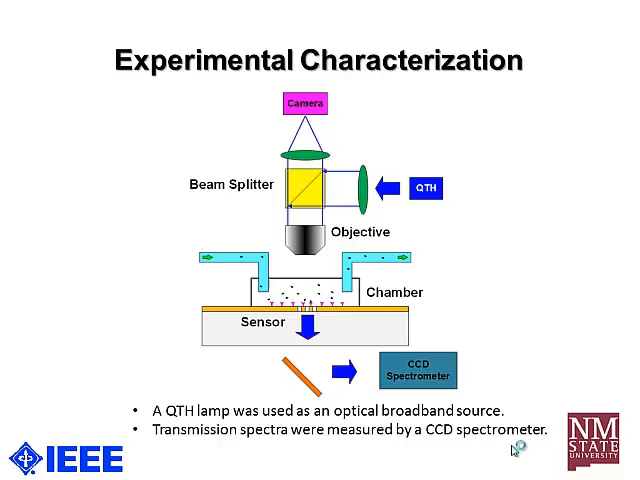 Experimental Characterization
Camera
Beam Splitter
QTH
Objective
Chamber
Sensor
CCD
Spectrometer
• A QTH lamp was used as an optical broadband source.
• Transmission spectra were measured by a CCD spectrometer.
IEEE
NM
STATE
UNIVERSITY